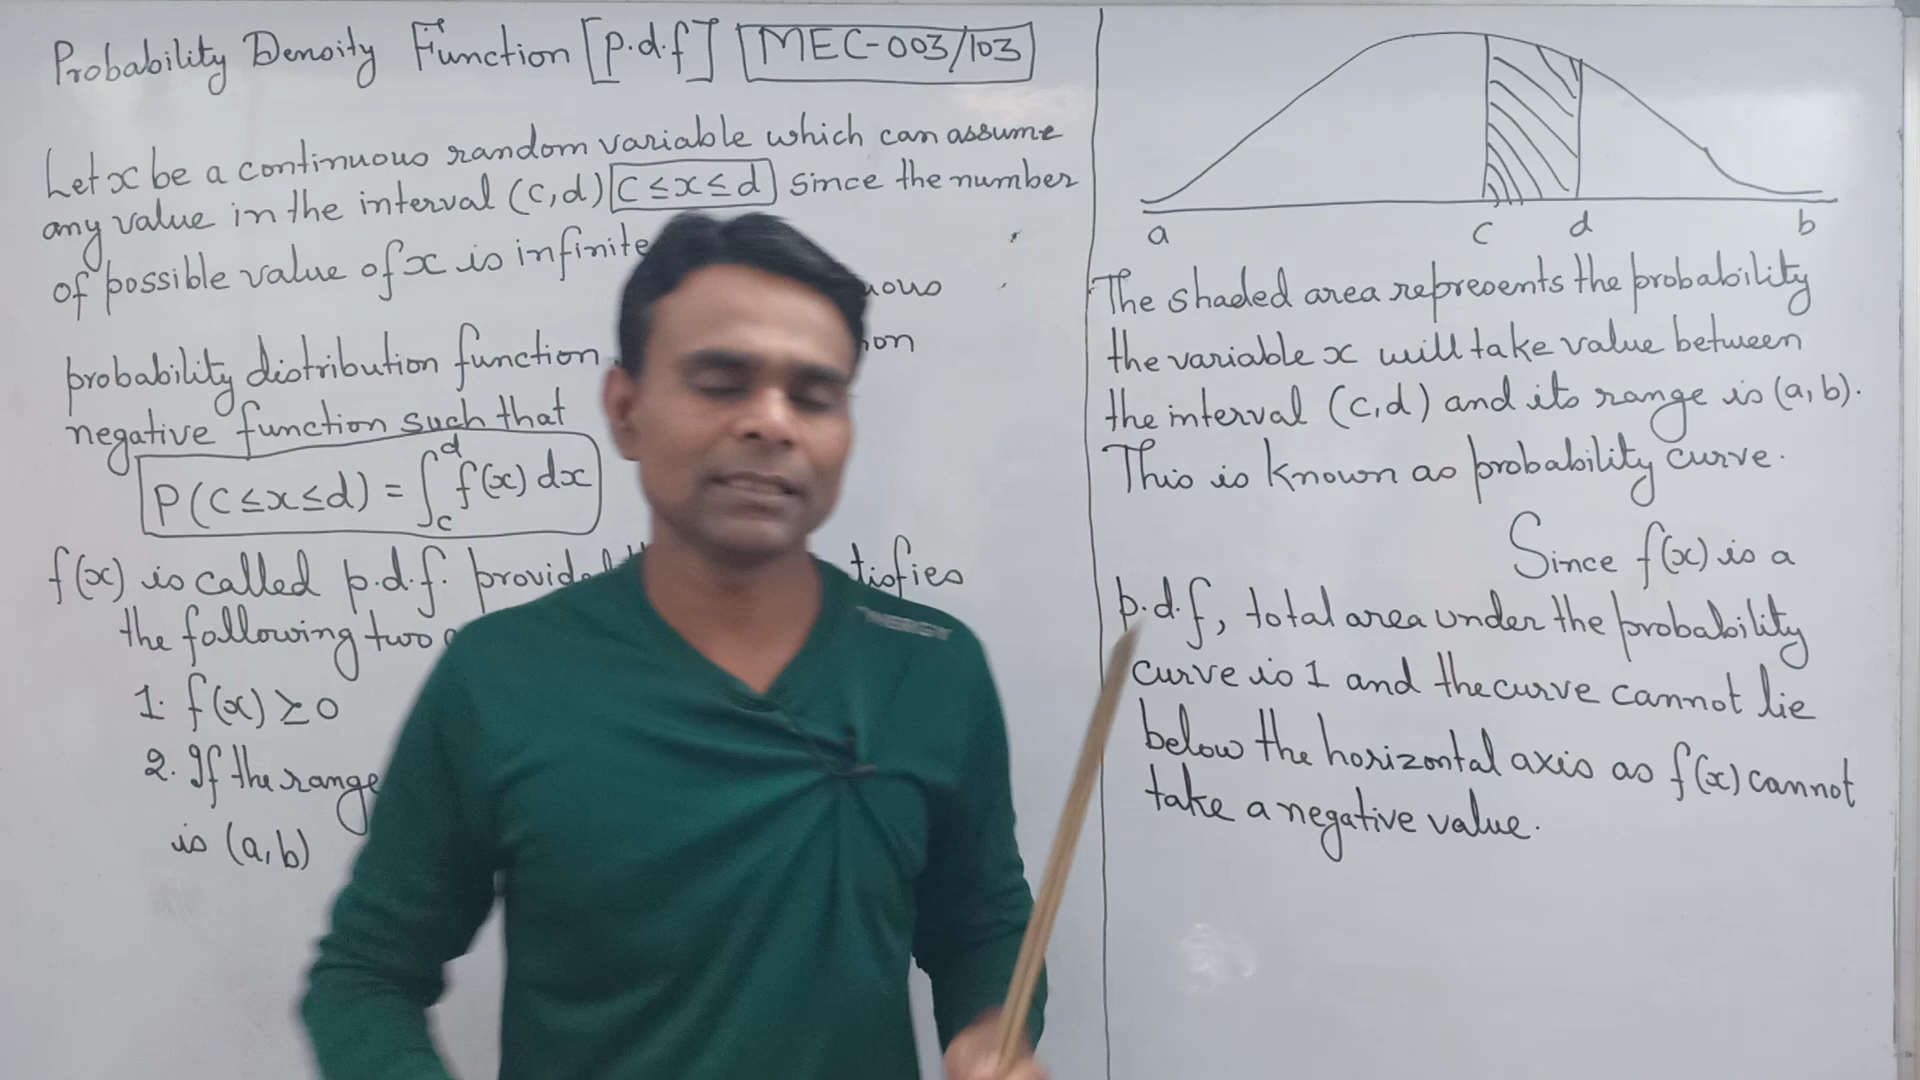 Probability Density Function [p.d.f] MEC-003/103
Let x be a continuous random variable which can assume
any value in the interval (c,d) c ≤ x ≤ d since the number
of possible value of x is infinite
probability distribution function
negative function such that
P(c ≤ x ≤ d) = ∫_c^d f(x) dx
f(x) is called p.d.f.
the following two
1. f(x) ≥ 0
2. If the range
is (a,b)
a c d b
The shaded area represents the probability
the variable x will take value between
the interval (c,d) and its range is (a,b).
This is known as probability curve.
Since f(x) is a
p.d.f, total area under the probability
curve is 1 and the curve cannot lie
below the horizontal axis as f(x) cannot
take a negative value.